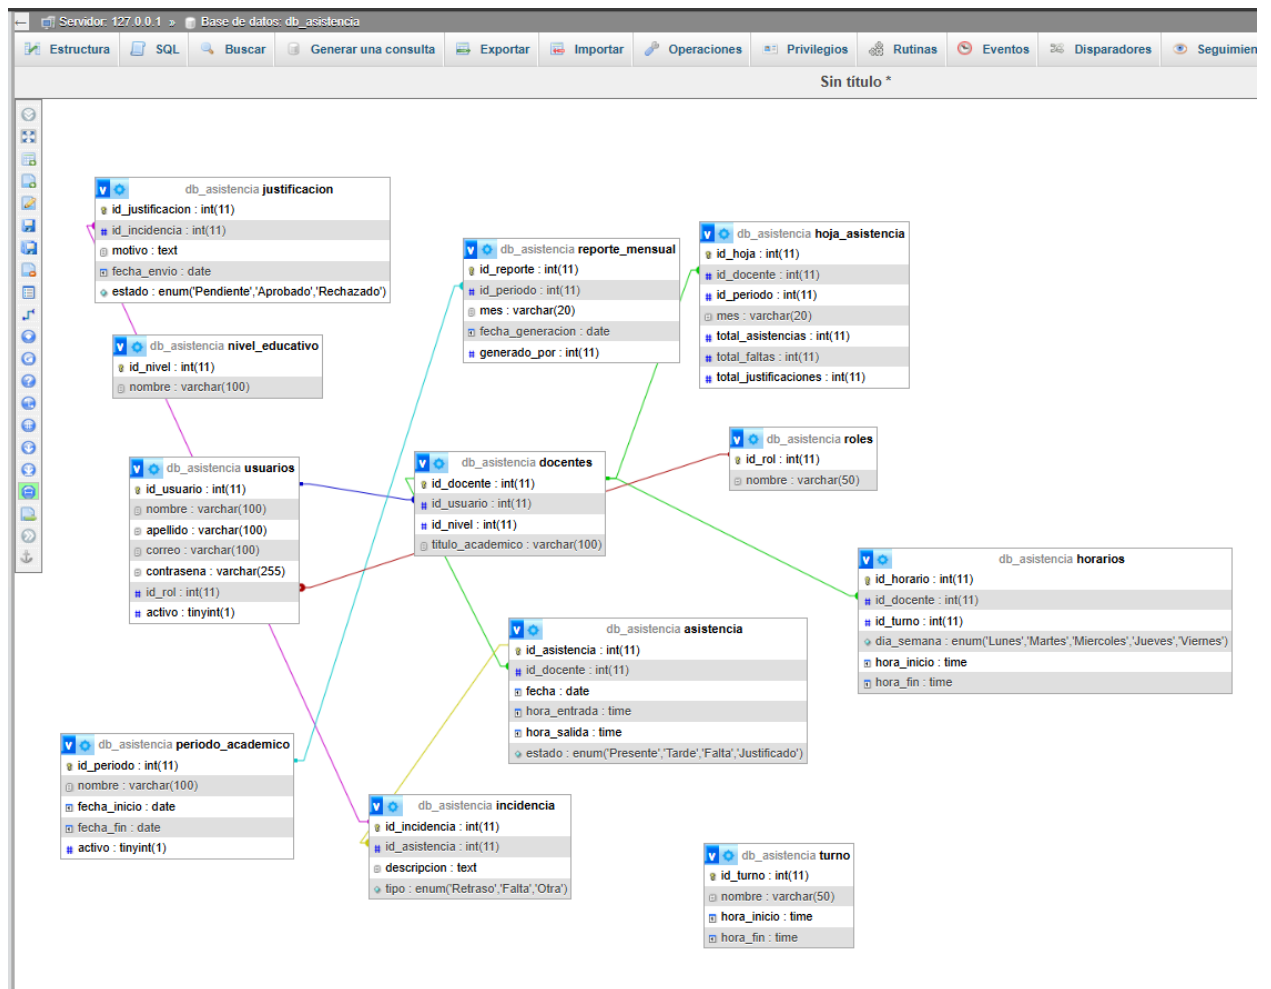 Servidor: 127.0.0.1 » Base de datos: db_asistencia
Estructura SQL Buscar Generar una consulta Exportar Importar Operaciones Privilegios Rutinas Eventos Disparadores Seguimien
Sin título *
db_asistencia justificacion
id_justificacion : int(11)
id_incidencia : int(11)
motivo : text
fecha_envio : date
estado : enum('Pendiente','Aprobado','Rechazado')
db_asistencia nivel_educativo
id_nivel : int(11)
nombre : varchar(100)
db_asistencia reporte_mensual
id_reporte : int(11)
id_periodo : int(11)
mes : varchar(20)
fecha_generacion : date
generado_por : int(11)
db_asistencia hoja_asistencia
id_hoja : int(11)
id_docente : int(11)
id_periodo : int(11)
mes : varchar(20)
total_asistencias : int(11)
total_faltas : int(11)
total_justificaciones : int(11)
db_asistencia roles
id_rol : int(11)
nombre : varchar(50)
db_asistencia usuarios
id_usuario : int(11)
nombre : varchar(100)
apellido : varchar(100)
correo : varchar(100)
contrasena : varchar(255)
id_rol : int(11)
activo : tinyint(1)
db_asistencia docentes
id_docente : int(11)
id_usuario : int(11)
id_nivel : int(11)
titulo_academico : varchar(100)
db_asistencia horarios
id_horario : int(11)
id_docente : int(11)
id_turno : int(11)
dia_semana : enum('Lunes','Martes','Miercoles','Jueves','Viernes')
hora_inicio : time
hora_fin : time
db_asistencia asistencia
id_asistencia : int(11)
id_docente : int(11)
fecha : date
hora_entrada : time
hora_salida : time
estado : enum('Presente','Tarde','Falta','Justificado')
db_asistencia periodo_academico
id_periodo : int(11)
nombre : varchar(100)
fecha_inicio : date
fecha_fin : date
activo : tinyint(1)
db_asistencia incidencia
id_incidencia : int(11)
id_asistencia : int(11)
descripcion : text
tipo : enum('Retraso','Falta','Otra')
db_asistencia turno
id_turno : int(11)
nombre : varchar(50)
hora_inicio : time
hora_fin : time